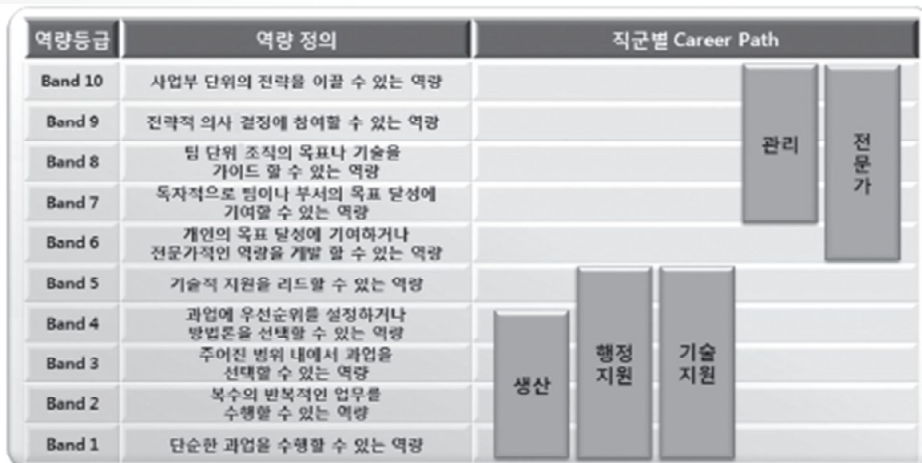 역량등급 역량 정의 직군별 Career Path
Band 10 사업부 단위의 전략을 이끌 수 있는 역량
Band 9 전략적 의사 결정에 참여할 수 있는 역량
Band 8 팀 단위 조직의 목표나 기술을
가이드 할 수 있는 역량
Band 7 독자적으로 팀이나 부서의 목표 달성에
기여할 수 있는 역량
Band 6 개인의 목표 달성에 기여하거나
전문가적인 역량을 계발 할 수 있는 역량
Band 5 기술적 지원을 리드할 수 있는 역량
Band 4 과업에 우선순위를 설정하거나
방법론을 선택할 수 있는 역량
Band 3 주어진 범위 내에서 과업을
선택할 수 있는 역량
Band 2 복수의 반복적인 업무를
수행할 수 있는 역량
Band 1 단순한 과업을 수행할 수 있는 역량
생산
행정
지원
기술
지원
관리
전
문
가